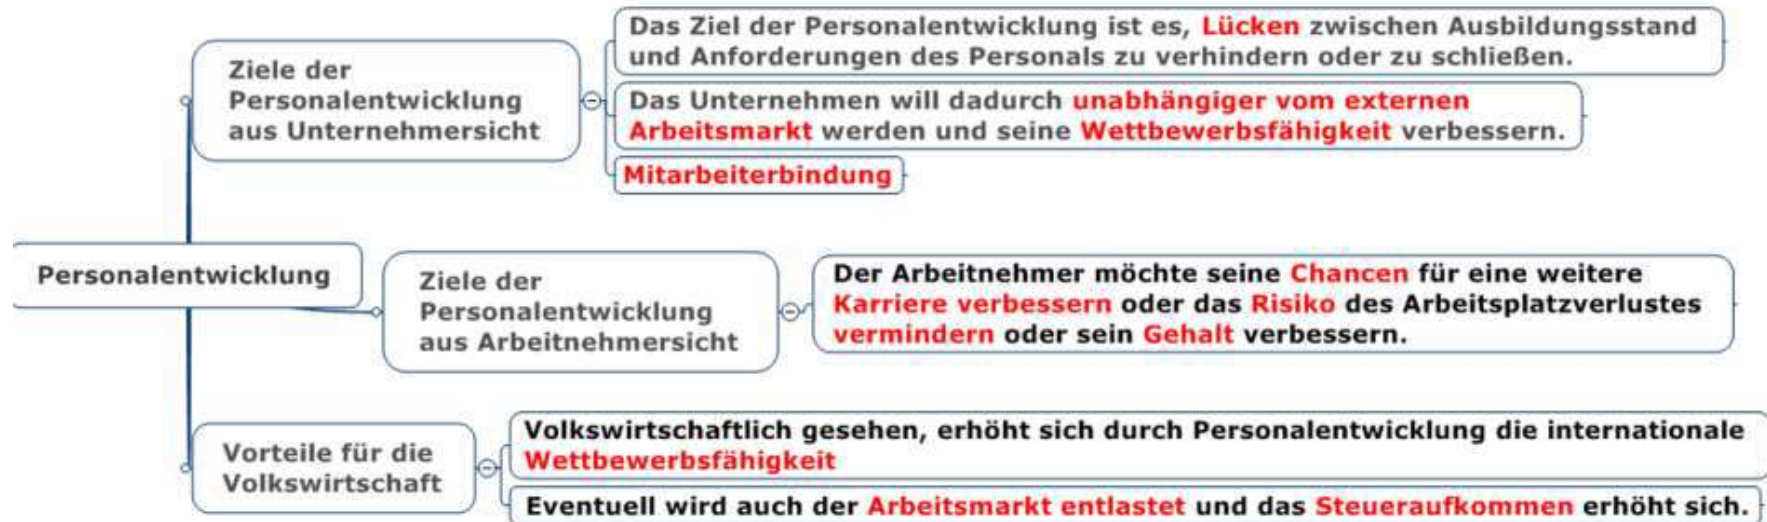 Das Ziel der Personalentwicklung ist es, Lücken zwischen Ausbildungsstand
und Anforderungen des Personals zu verhindern oder zu schließen.
Ziele der
Personalentwicklung
aus Unternehmersicht
Das Unternehmen will dadurch unabhängiger vom externen
Arbeitsmarkt werden und seine Wettbewerbsfähigkeit verbessern.
Mitarbeiterbindung
Personalentwicklung
Ziele der
Personalentwicklung
aus Arbeitnehmersicht
Der Arbeitnehmer möchte seine Chancen für eine weitere
Karriere verbessern oder das Risiko des Arbeitsplatzverlustes
vermindern oder sein Gehalt verbessern.
Vorteile für die
Volkswirtschaft
Volkswirtschaftlich gesehen, erhöht sich durch Personalentwicklung die internationale
Wettbewerbsfähigkeit
Eventuell wird auch der Arbeitsmarkt entlastet und das Steueraufkommen erhöht sich.